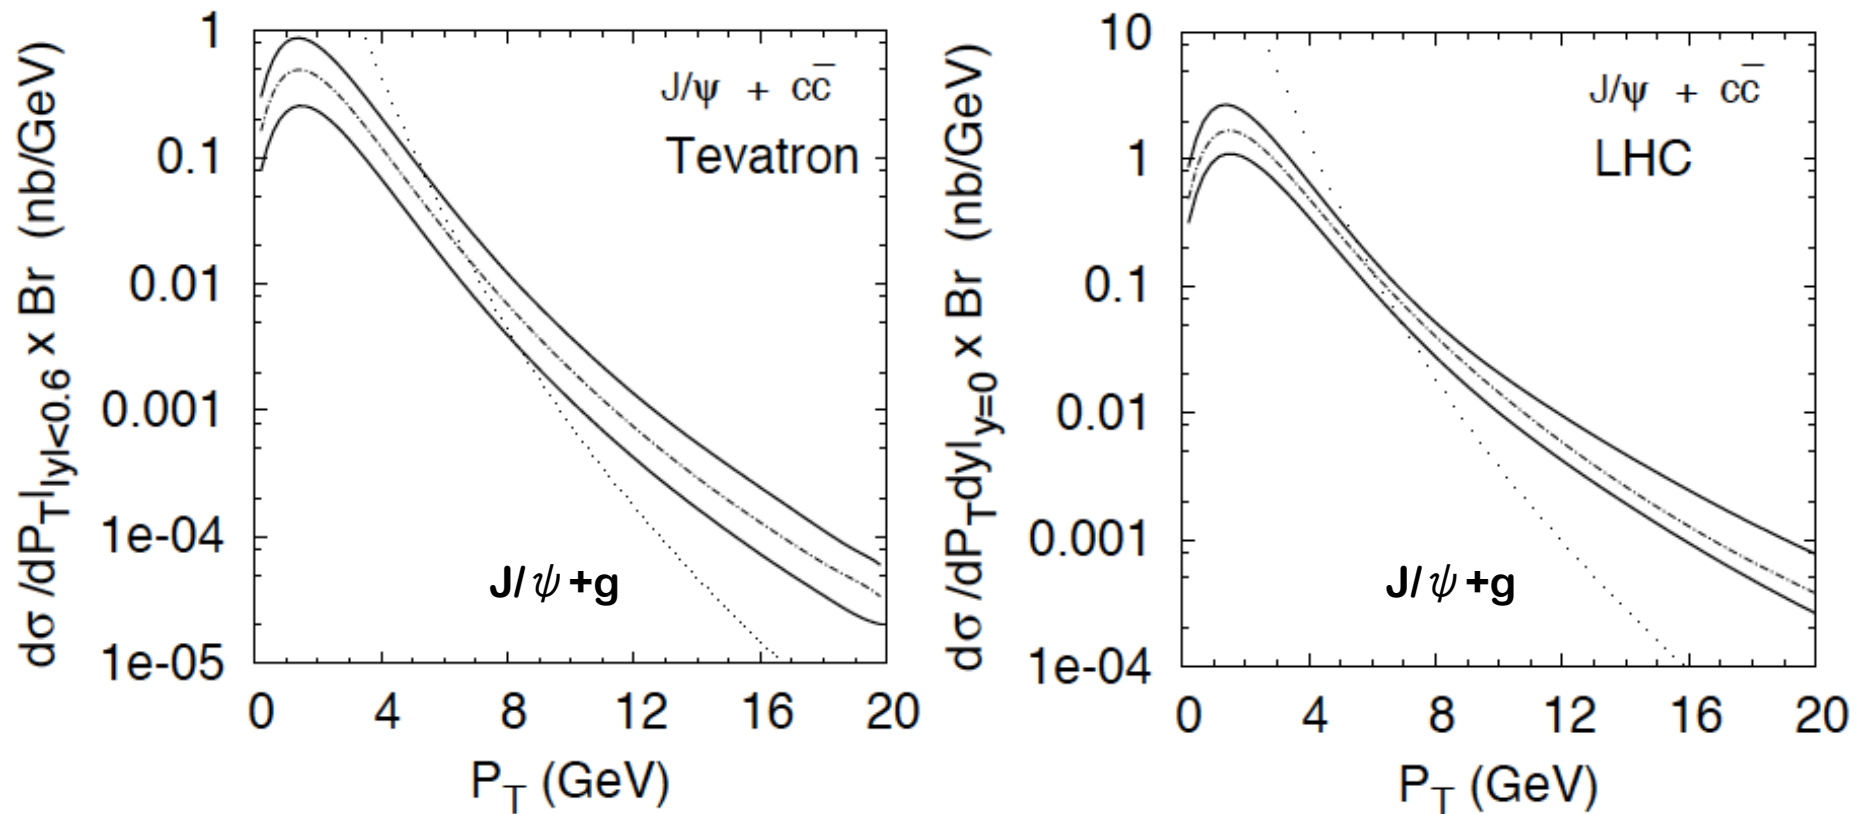 dσ /dP_T|_|y|<0.6 x Br (nb/GeV)
1
0.1
0.01
0.001
1e-04
1e-05
J/ψ + cc̅
Tevatron
J/ψ+g
0 4 8 12 16 20
P_T (GeV)
dσ /dP_Tdy|_y=0 x Br (nb/GeV)
10
1
0.1
0.01
0.001
1e-04
J/ψ + cc̅
LHC
J/ψ+g
0 4 8 12 16 20
P_T (GeV)